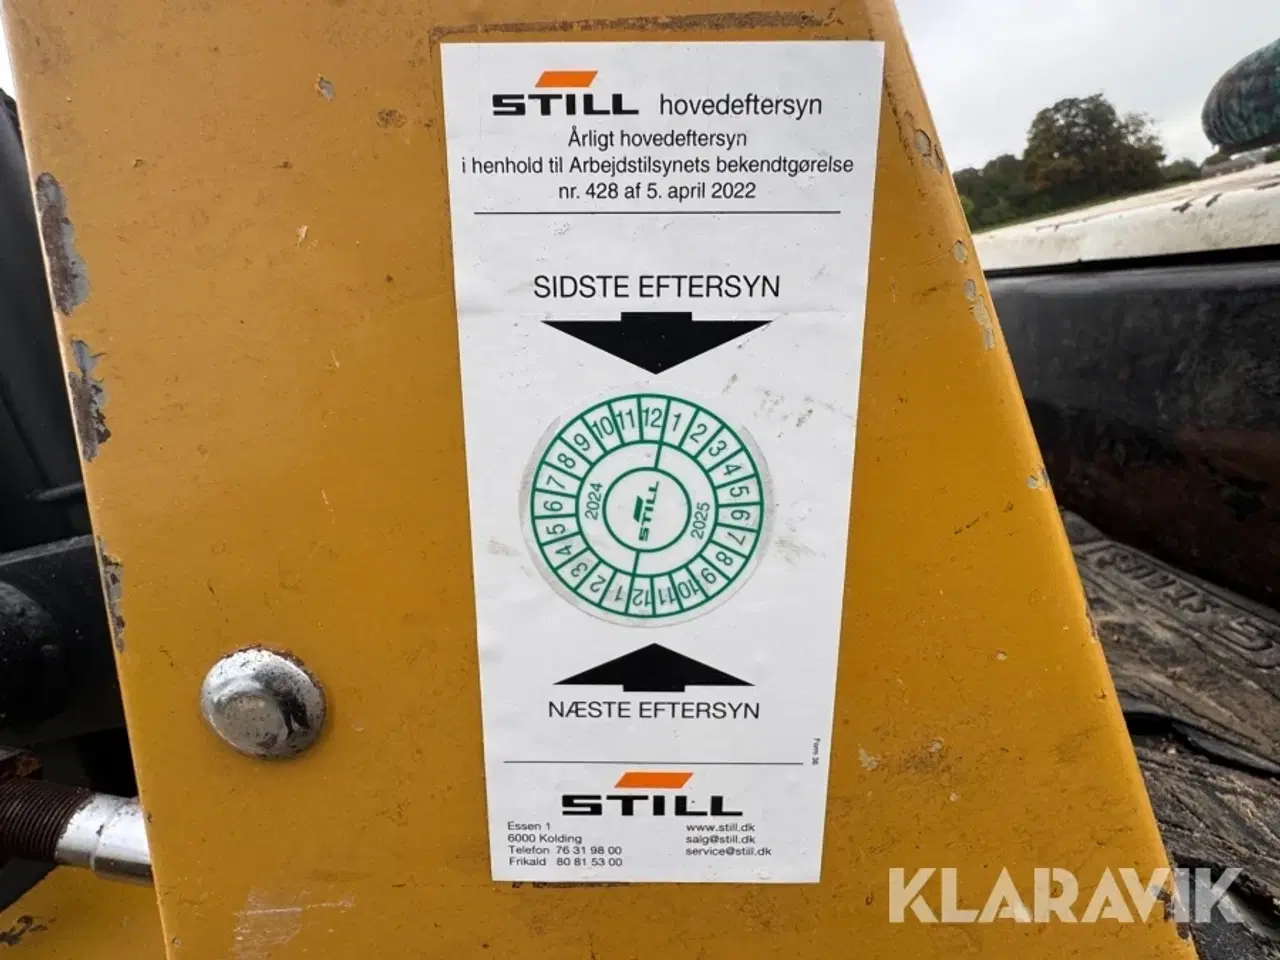 STILL hovedeftersyn
Årligt hovedeftersyn
i henhold til Arbejdstilsynets bekendtgørelse
nr. 428 af 5. april 2022
SIDSTE EFTERSYN
1 2 3 4 5 6 7 8 9 10 11 12
2025
1 2 3 4 5 6 7 8 9 10 11 12
2024
STILL
NÆSTE EFTERSYN
Form 36
STILL
Essen 1
6000 Kolding
Telefon 76 31 98 00
Frikald 80 81 53 00
www.still.dk
salg@still.dk
service@still.dk
KLARAVIK